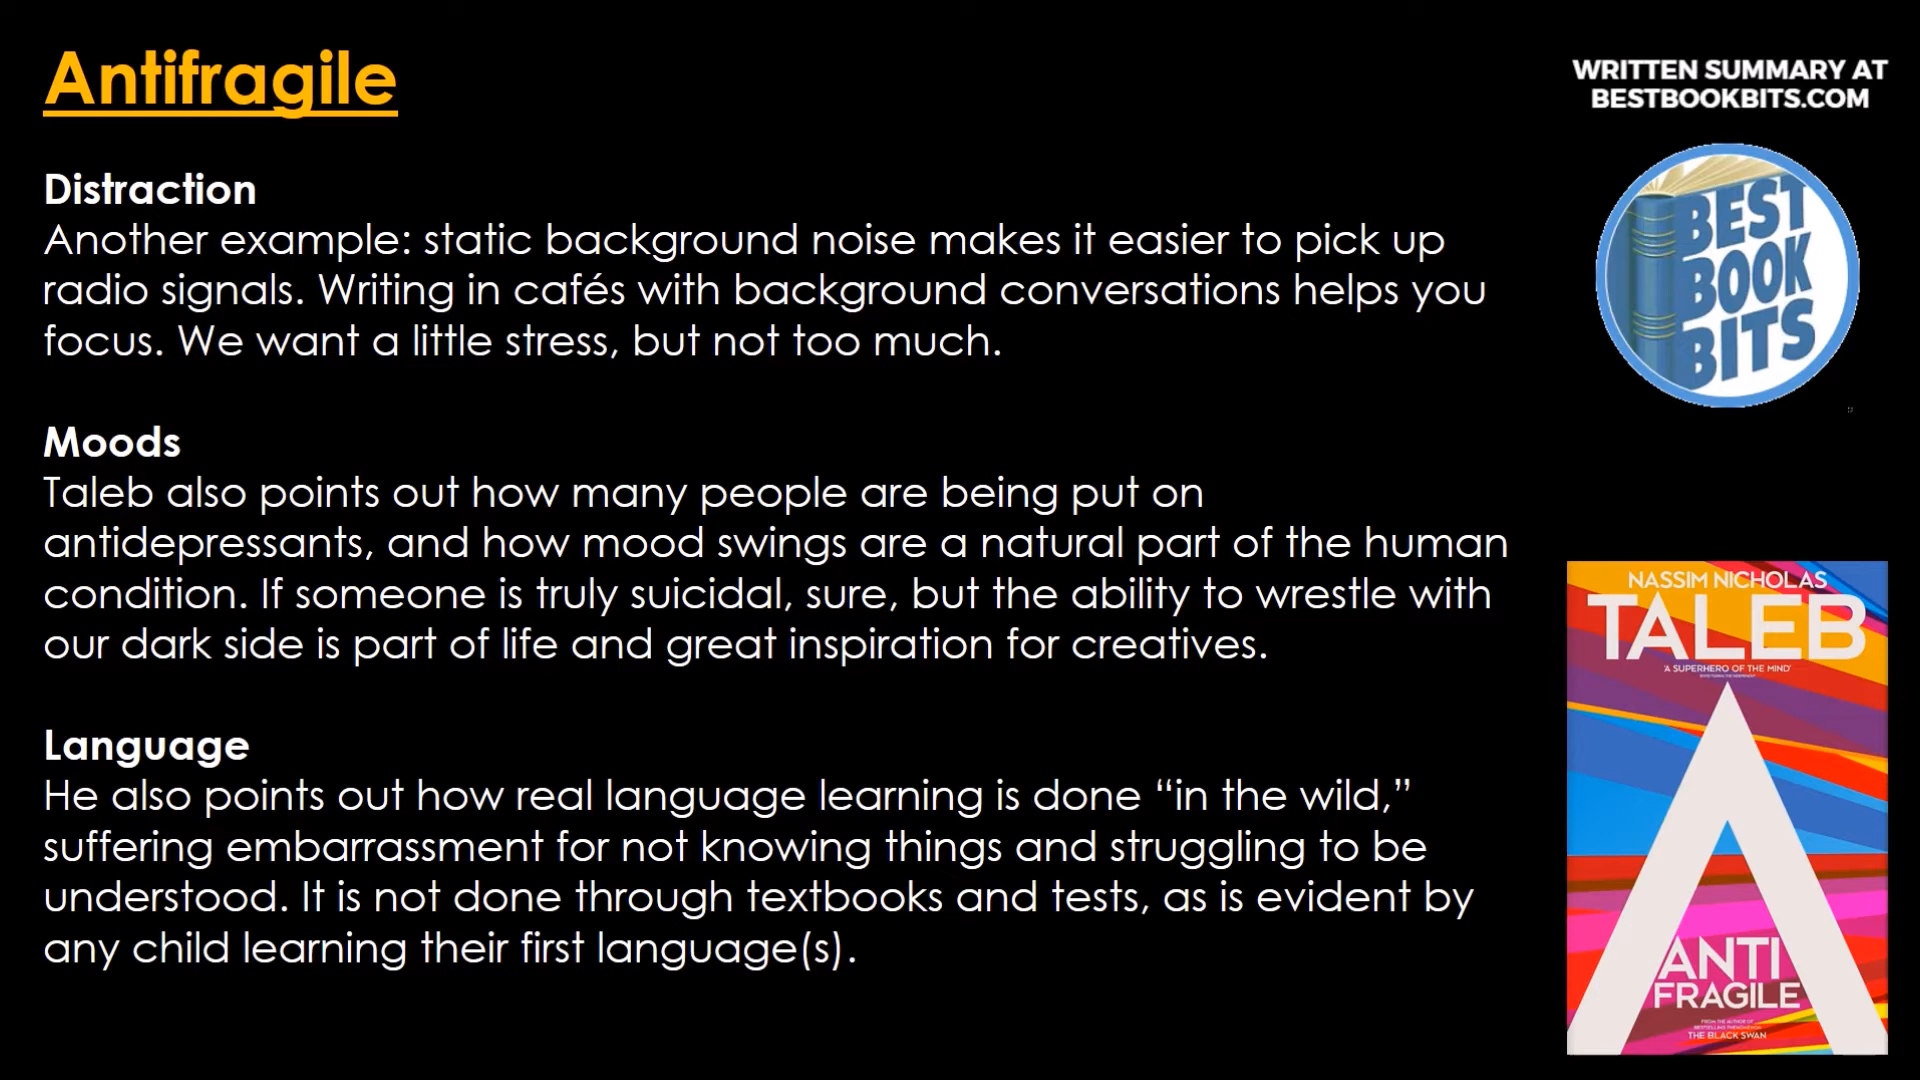 Antifragile
WRITTEN SUMMARY AT
BESTBOOKBITS.COM
BEST
BOOK
BITS
Distraction
Another example: static background noise makes it easier to pick up
radio signals. Writing in cafés with background conversations helps you
focus. We want a little stress, but not too much.
Moods
Taleb also points out how many people are being put on
antidepressants, and how mood swings are a natural part of the human
condition. If someone is truly suicidal, sure, but the ability to wrestle with
our dark side is part of life and great inspiration for creatives.
Language
He also points out how real language learning is done “in the wild,”
suffering embarrassment for not knowing things and struggling to be
understood. It is not done through textbooks and tests, as is evident by
any child learning their first language(s).
NASSIM NICHOLAS
TALEB
'A SUPERHERO OF THE MIND'
ANTI
FRAGILE
FROM THE AUTHOR OF
BESTSELLING PHENOMENON
THE BLACK SWAN